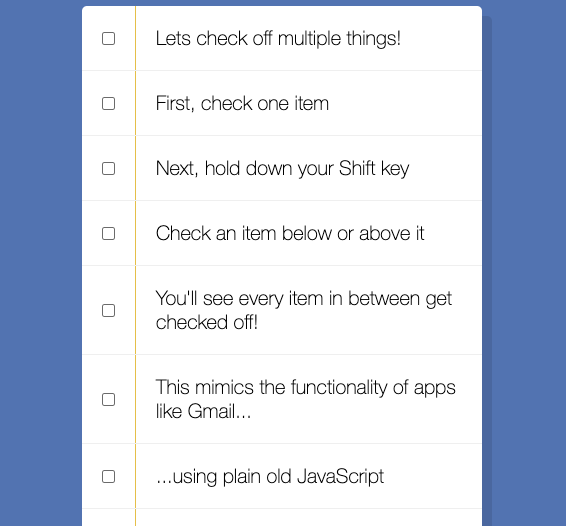 Lets check off multiple things!
First, check one item
Next, hold down your Shift key
Check an item below or above it
You'll see every item in between get
checked off!
This mimics the functionality of apps
like Gmail...
...using plain old JavaScript